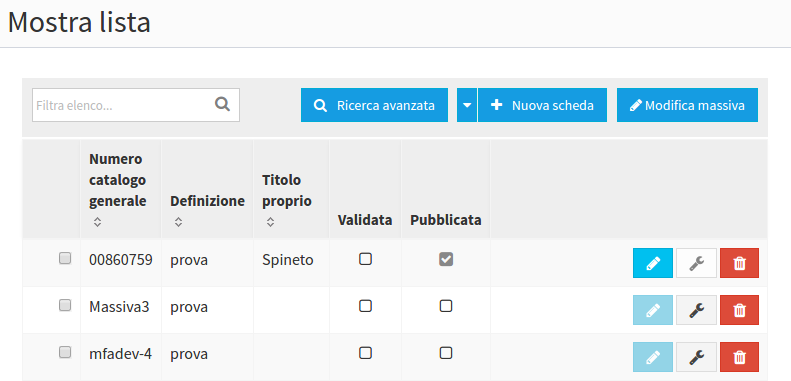 Mostra lista
Filtra elenco...
Ricerca avanzata
Nuova scheda
Modifica massiva
Numero
catalogo
generale
Definizione
Titolo
proprio
Validata
Pubblicata
00860759 prova Spineto
Massiva3 prova
mfadev-4 prova